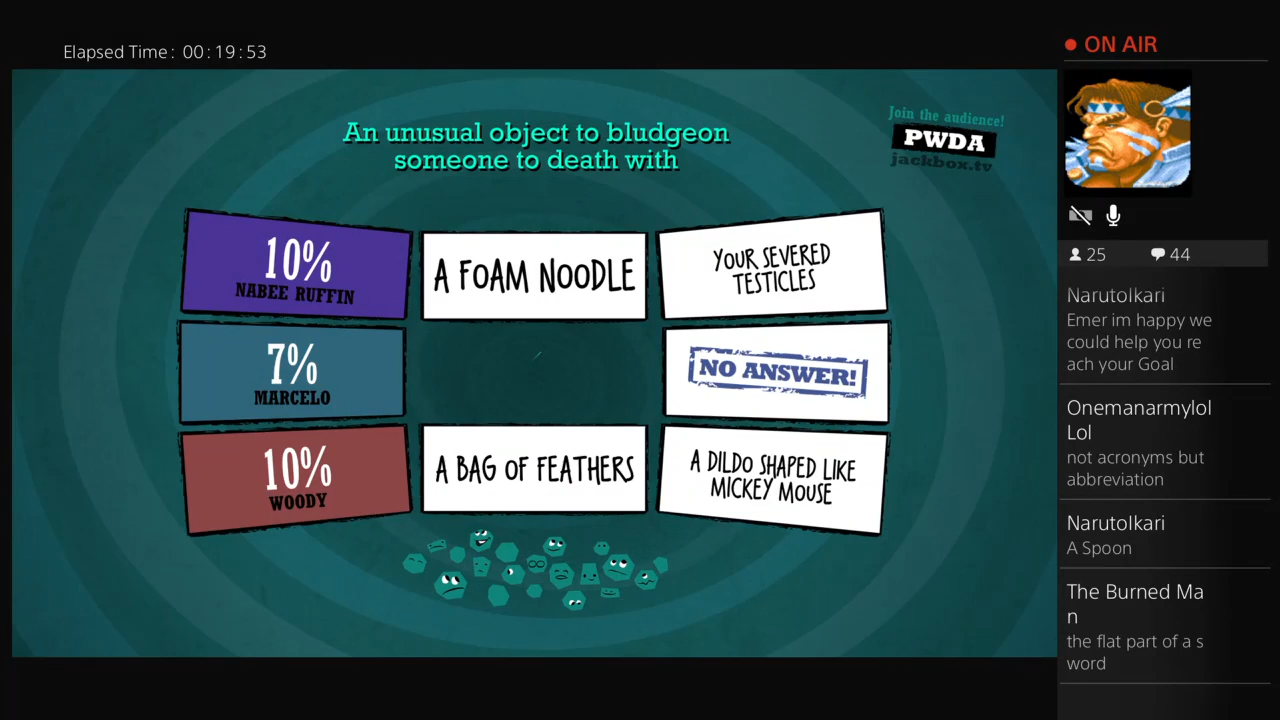 Elapsed Time: 00:19:53
ON AIR
An unusual object to bludgeon
someone to death with
Join the audience!
PWDA
jackbox.tv
10%
NABEE RUFFIN
A FOAM NOODLE
YOUR SEVERED
TESTICLES
7%
MARCELO
NO ANSWER!
10%
WOODY
A BAG OF FEATHERS
A DILDO SHAPED LIKE
MICKEY MOUSE
25
44
NarutoIkari
Emer im happy we
could help you re
ach your Goal
Onemanarmylol
Lol
not acronyms but
abbreviation
NarutoIkari
A Spoon
The Burned Ma
n
the flat part of a s
word